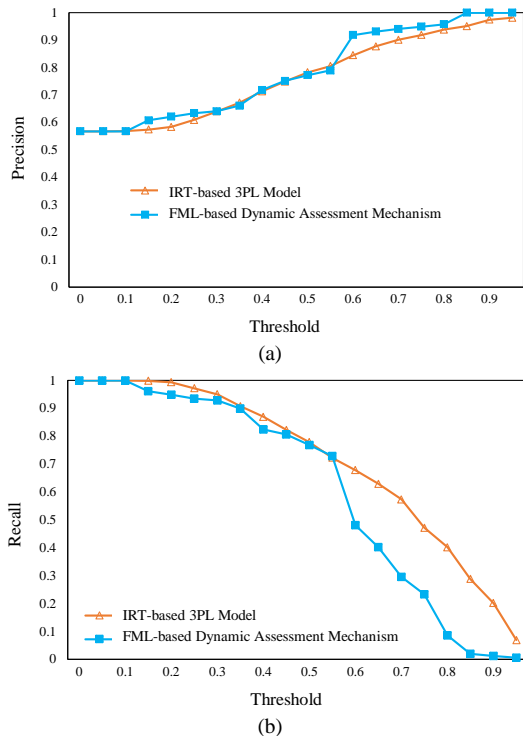 1
0.9
0.8
0.7
0.6
0.5
0.4
0.3
0.2
0.1
0
Precision
IRT-based 3PL Model
FML-based Dynamic Assessment Mechanism
0 0.1 0.2 0.3 0.4 0.5 0.6 0.7 0.8 0.9
Threshold
(a)
1
0.9
0.8
0.7
0.6
0.5
0.4
0.3
0.2
0.1
0
Recall
IRT-based 3PL Model
FML-based Dynamic Assessment Mechanism
0 0.1 0.2 0.3 0.4 0.5 0.6 0.7 0.8 0.9
Threshold
(b)